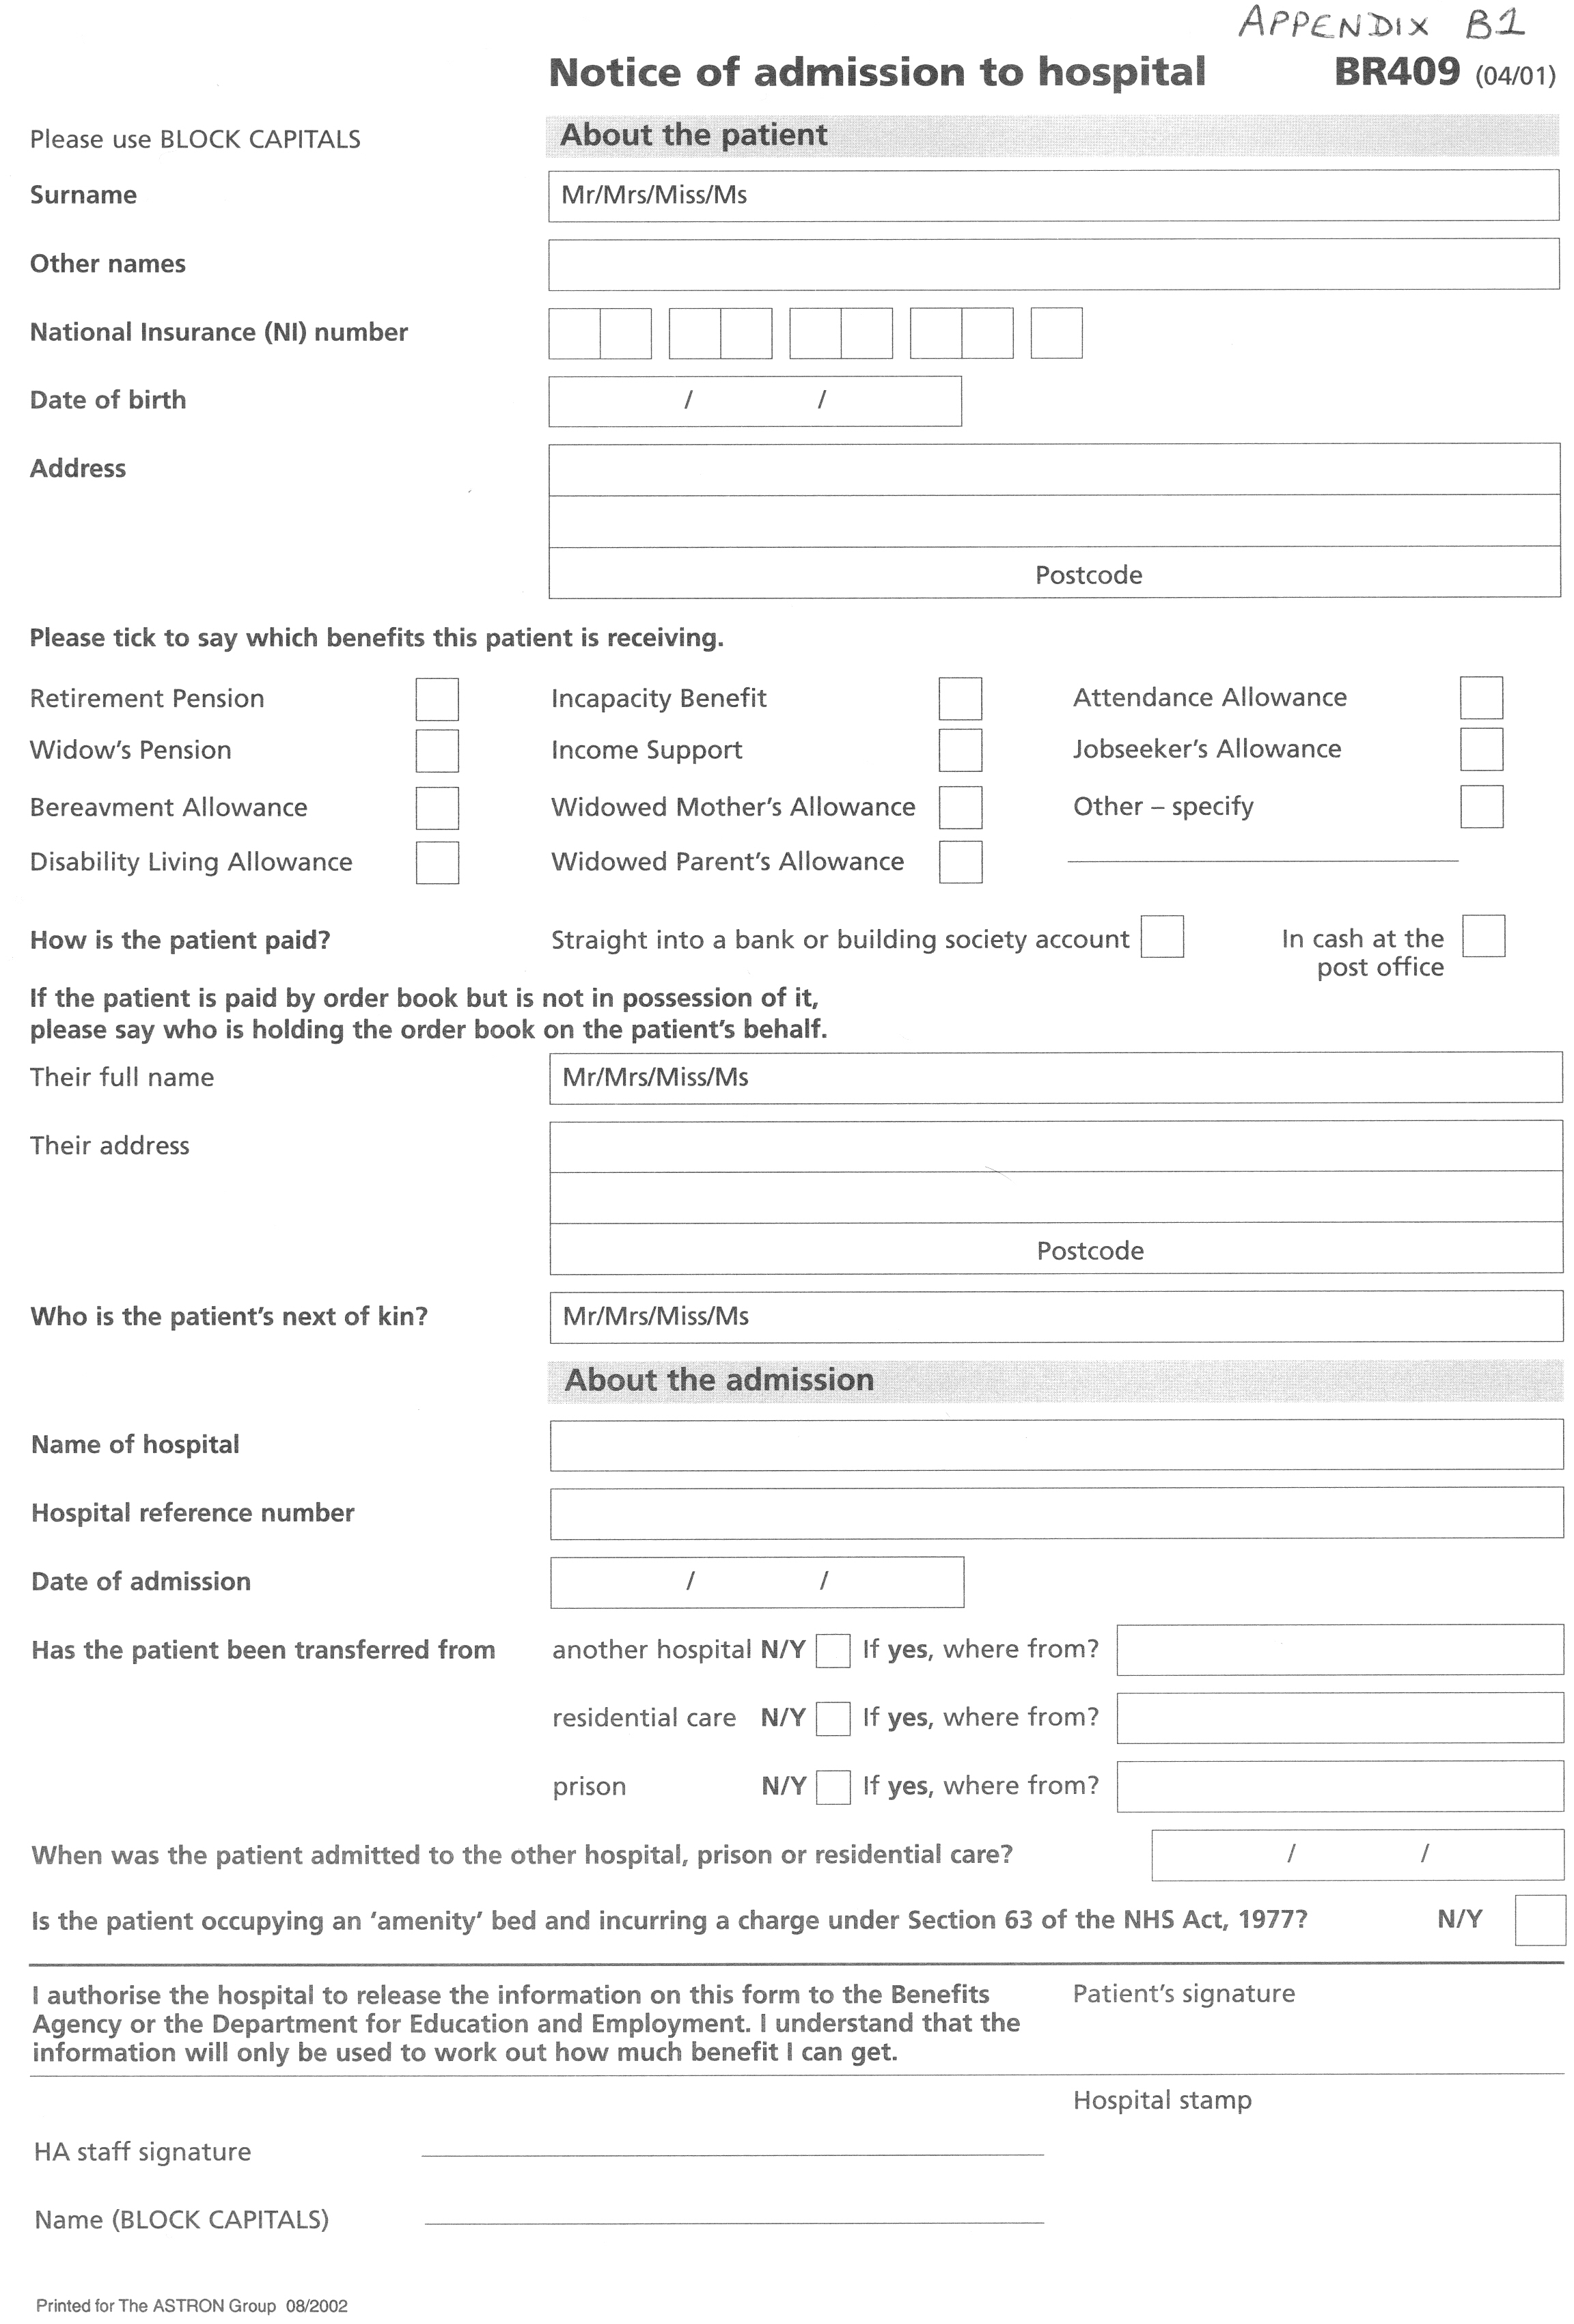 APPENDIX B1
Notice of admission to hospital BR409 (04/01)
Please use BLOCK CAPITALS About the patient
Surname Mr/Mrs/Miss/Ms
Other names
National Insurance (NI) number
Date of birth / /
Address
Postcode
Please tick to say which benefits this patient is receiving.
Retirement Pension Incapacity Benefit Attendance Allowance
Widow's Pension Income Support Jobseeker's Allowance
Bereavment Allowance Widowed Mother's Allowance Other – specify
Disability Living Allowance Widowed Parent's Allowance
How is the patient paid? Straight into a bank or building society account In cash at the
post office
If the patient is paid by order book but is not in possession of it,
please say who is holding the order book on the patient's behalf.
Their full name Mr/Mrs/Miss/Ms
Their address
Postcode
Who is the patient's next of kin? Mr/Mrs/Miss/Ms
About the admission
Name of hospital
Hospital reference number
Date of admission / /
Has the patient been transferred from another hospital N/Y If yes, where from?
residential care N/Y If yes, where from?
prison N/Y If yes, where from?
When was the patient admitted to the other hospital, prison or residential care? / /
Is the patient occupying an 'amenity' bed and incurring a charge under Section 63 of the NHS Act, 1977? N/Y
I authorise the hospital to release the information on this form to the Benefits Patient's signature
Agency or the Department for Education and Employment. I understand that the
information will only be used to work out how much benefit I can get.
Hospital stamp
HA staff signature
Name (BLOCK CAPITALS)
Printed for The ASTRON Group 08/2002